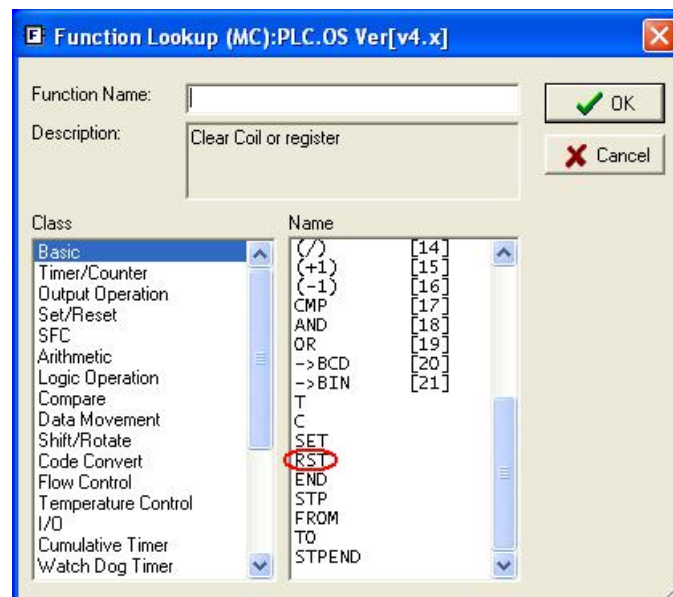 Function Lookup (MC):PLC.OS Ver[v4.x]
Function Name:
OK
Description:
Clear Coil or register
Cancel
Class
Basic
Timer/Counter
Output Operation
Set/Reset
SFC
Arithmetic
Logic Operation
Compare
Data Movement
Shift/Rotate
Code Convert
Flow Control
Temperature Control
I/O
Cumulative Timer
Watch Dog Timer
Name
(/) [14]
(+1) [15]
(-1) [16]
CMP [17]
AND [18]
OR [19]
->BCD [20]
->BIN [21]
T
C
SET
RST
END
STP
FROM
TO
STPEND